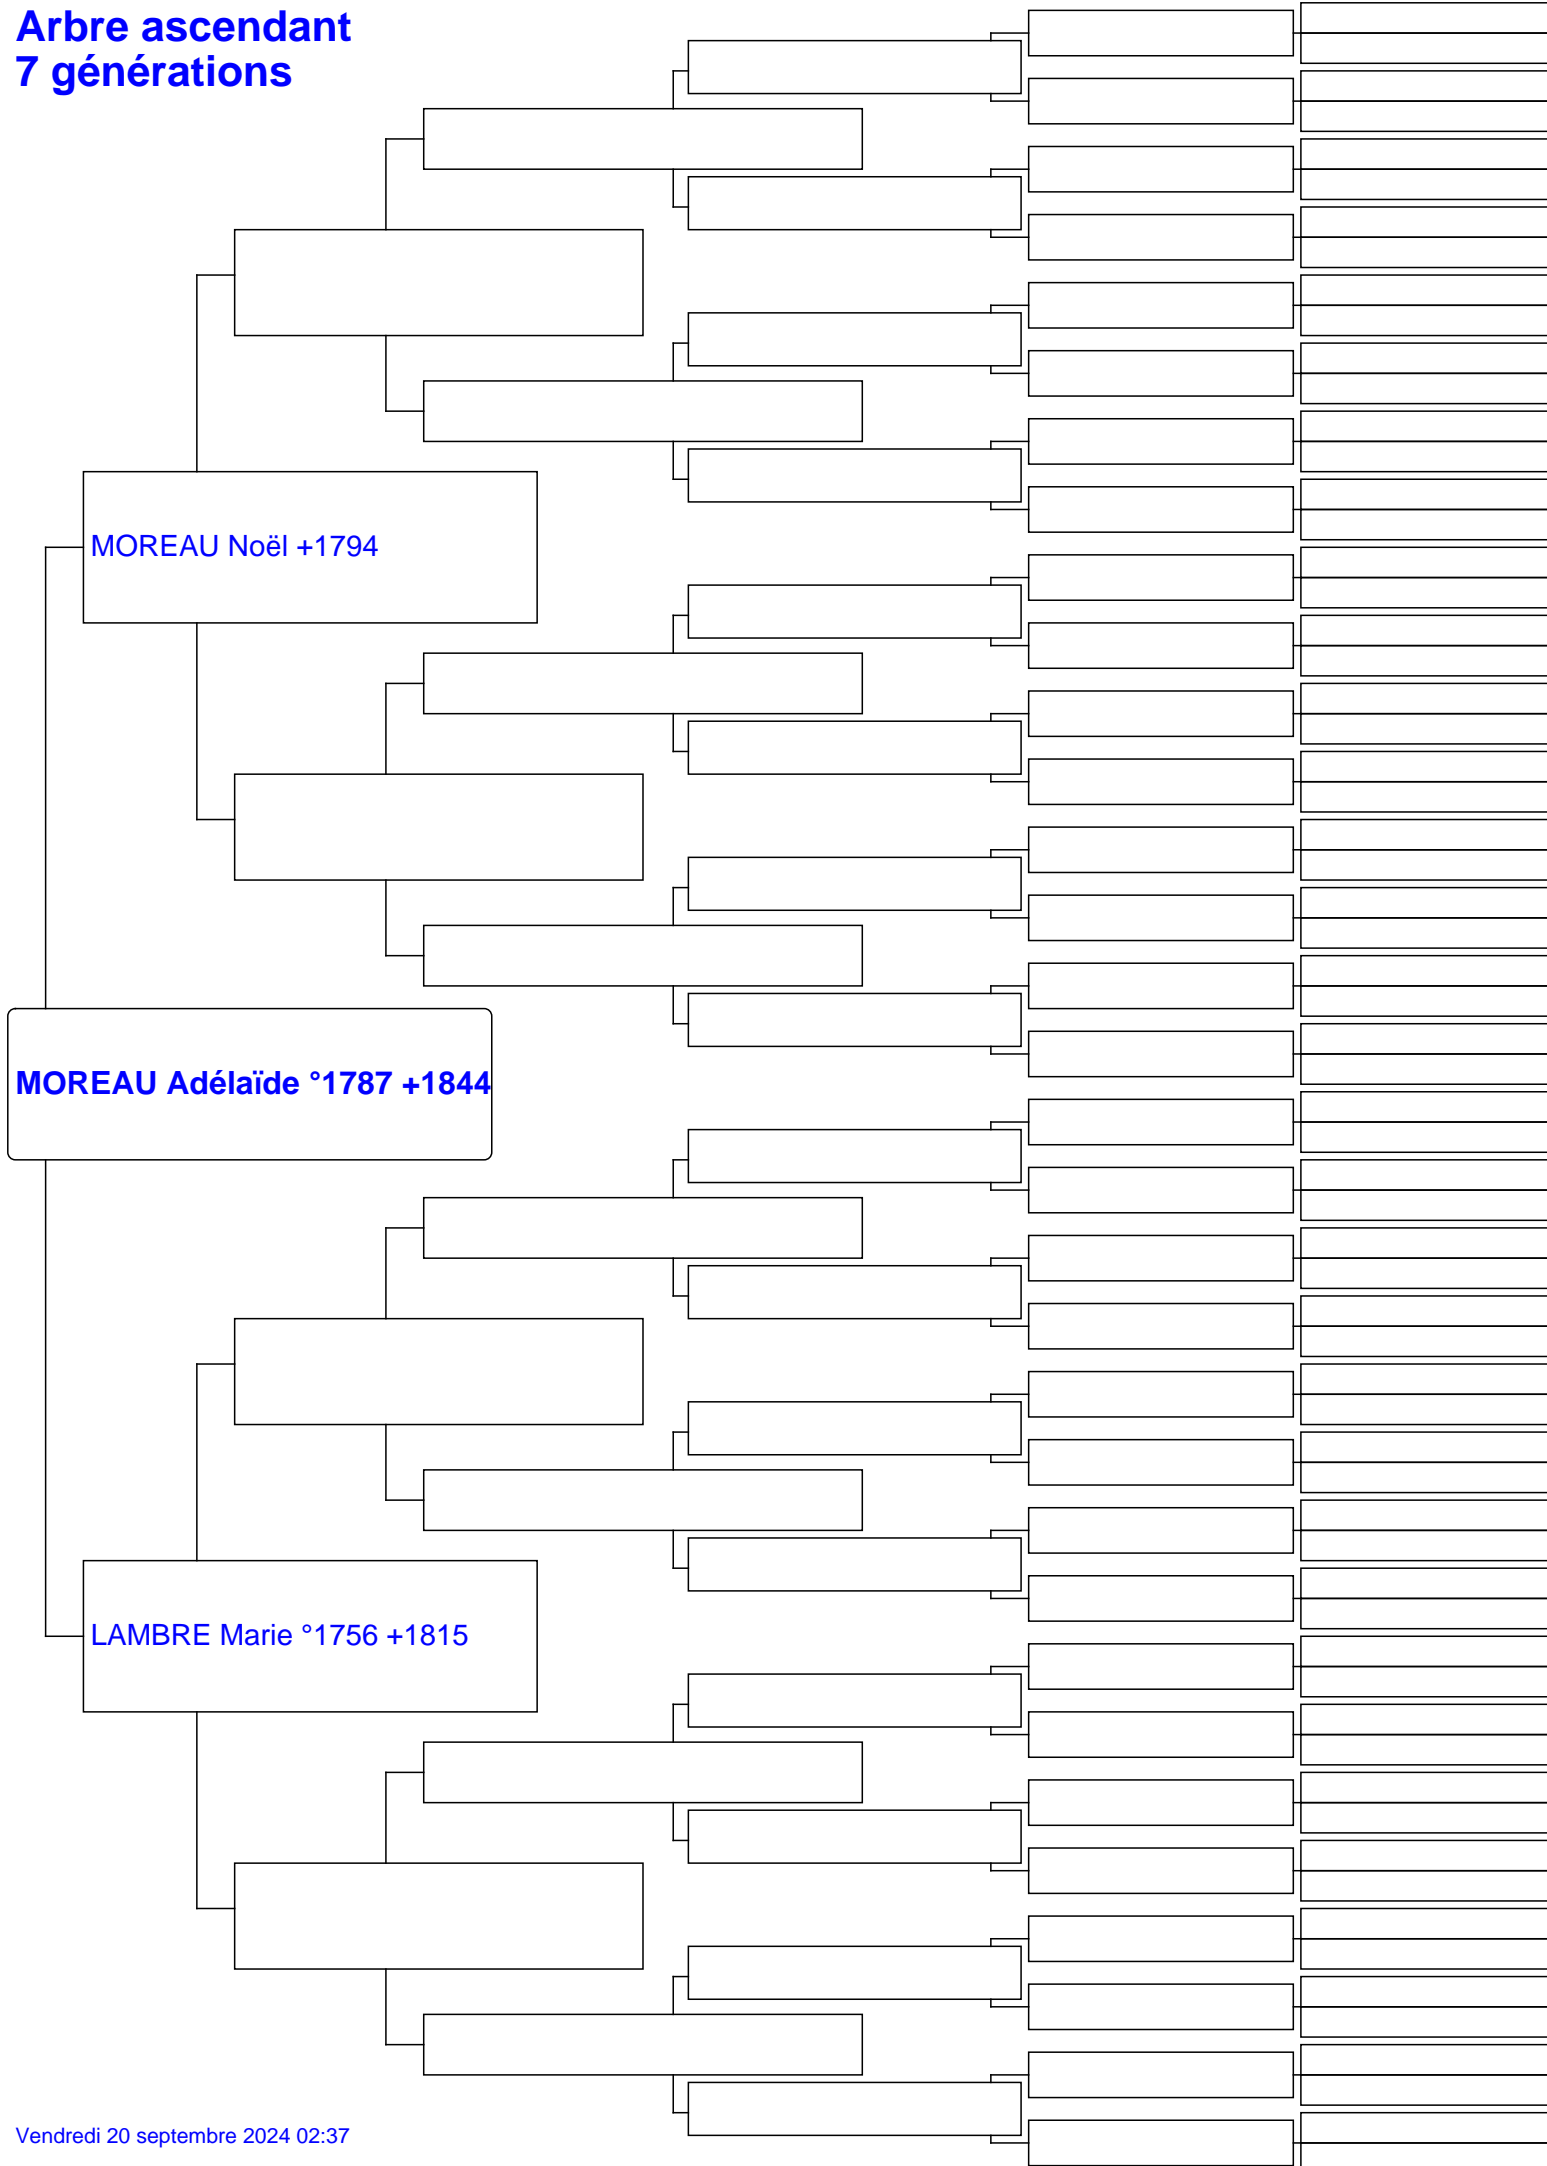 Arbre ascendant
7 générations
MOREAU Noël +1794
MOREAU Adélaïde °1787 +1844
LAMBRE Marie °1756 +1815
Vendredi 20 septembre 2024 02:37